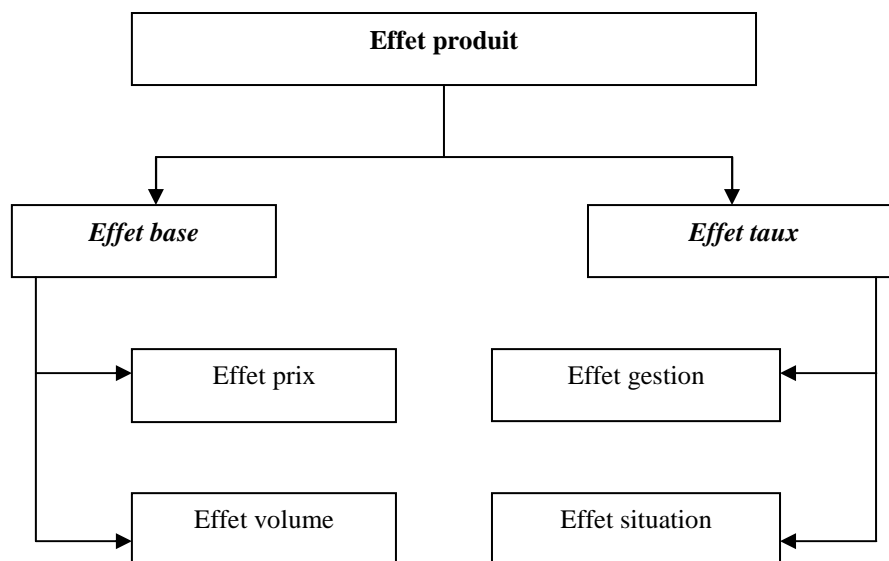 Effet produit
Effet base
Effet taux
Effet prix
Effet gestion
Effet volume
Effet situation